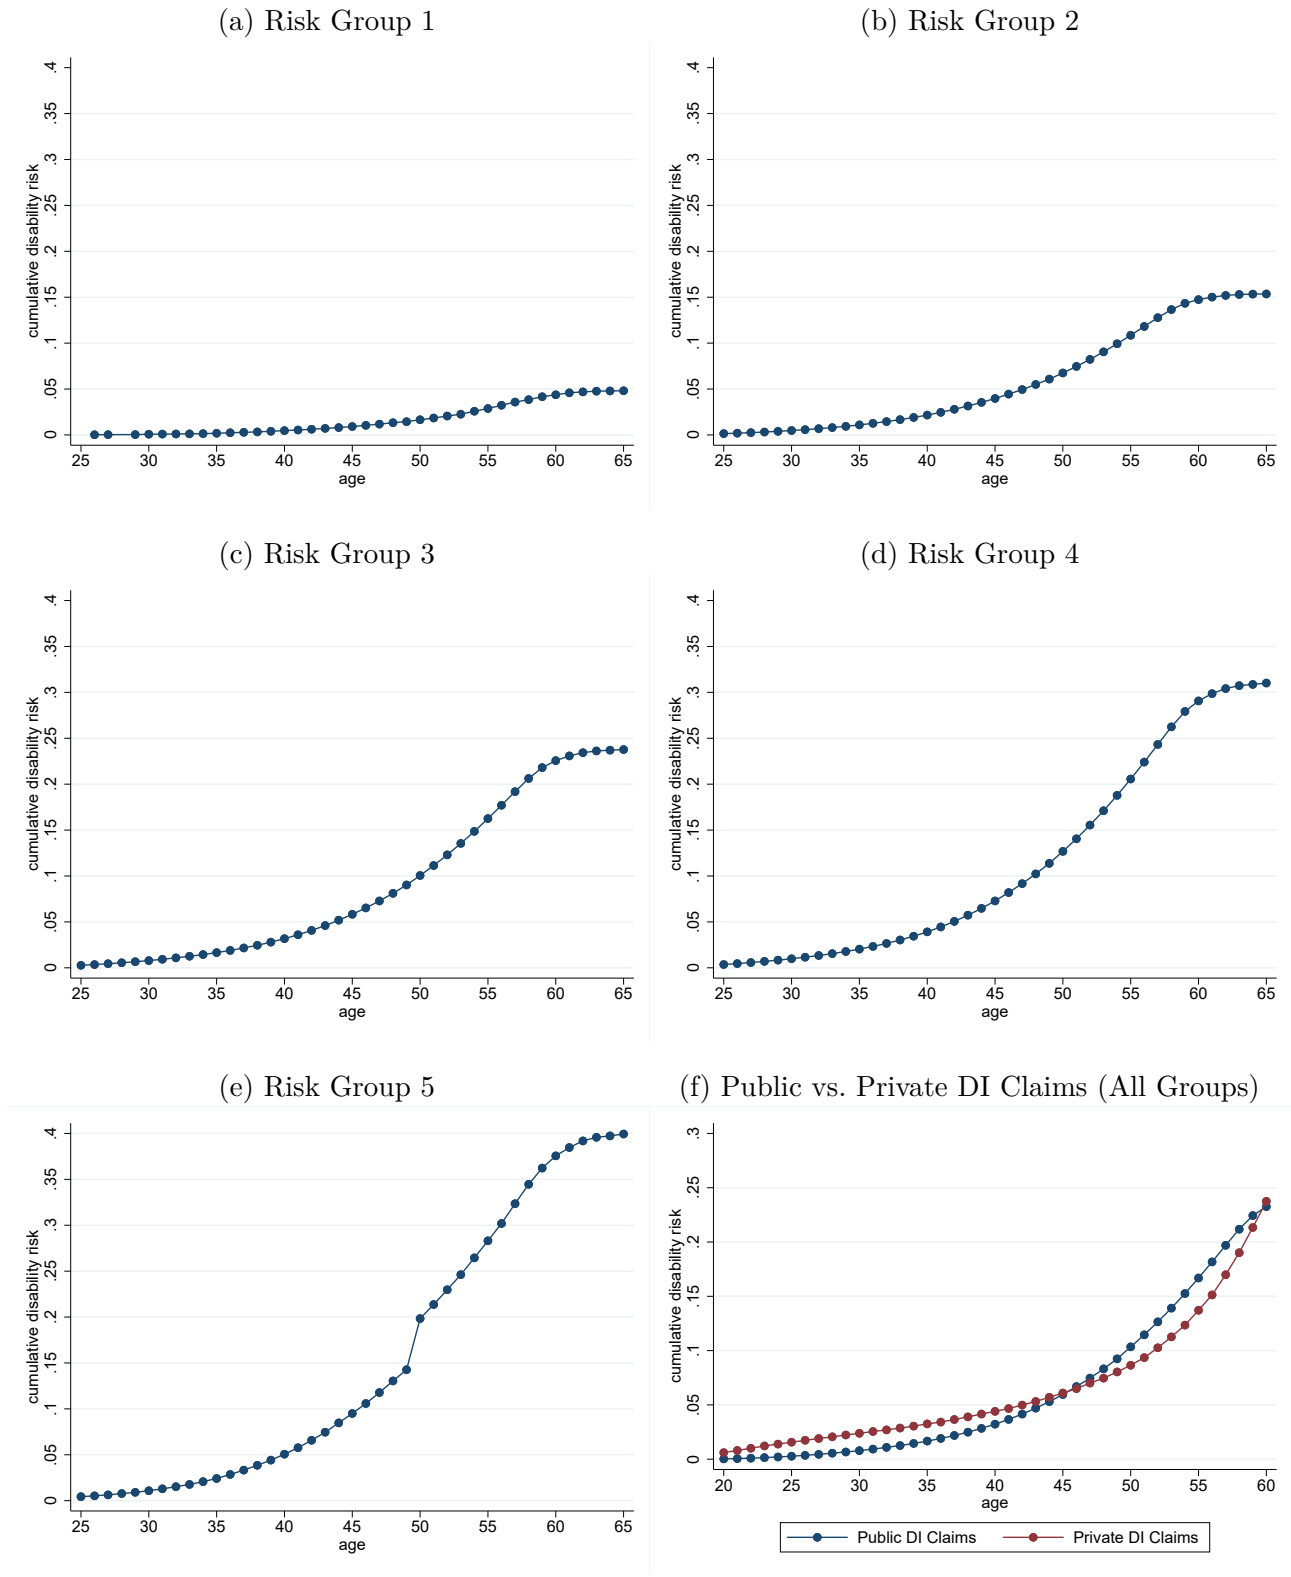 (a) Risk Group 1
cumulative disability risk
.4
.35
.3
.25
.2
.15
.1
.05
0
25 30 35 40 45 50 55 60 65
age
(b) Risk Group 2
cumulative disability risk
.4
.35
.3
.25
.2
.15
.1
.05
0
25 30 35 40 45 50 55 60 65
age
(c) Risk Group 3
cumulative disability risk
.4
.35
.3
.25
.2
.15
.1
.05
0
25 30 35 40 45 50 55 60 65
age
(d) Risk Group 4
cumulative disability risk
.4
.35
.3
.25
.2
.15
.1
.05
0
25 30 35 40 45 50 55 60 65
age
(e) Risk Group 5
cumulative disability risk
.4
.35
.3
.25
.2
.15
.1
.05
0
25 30 35 40 45 50 55 60 65
age
(f) Public vs. Private DI Claims (All Groups)
cumulative disability risk
.3
.25
.2
.15
.1
.05
0
20 25 30 35 40 45 50 55 60
age
Public DI Claims Private DI Claims